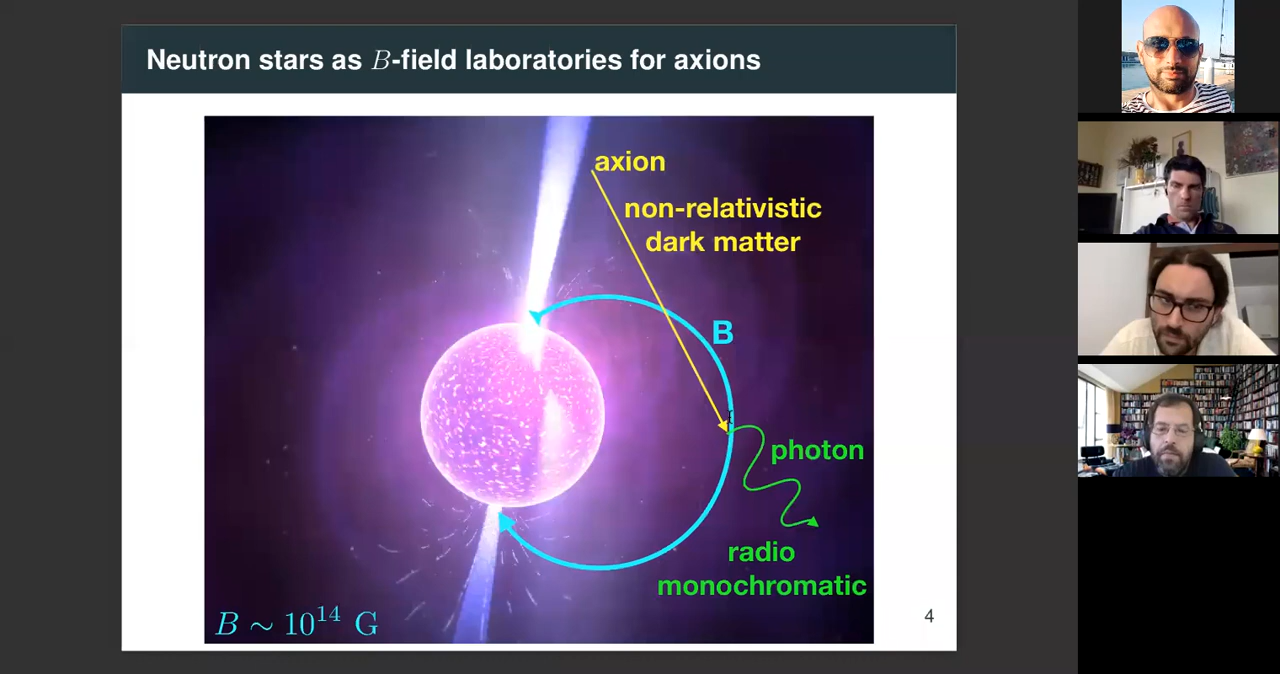 Neutron stars as B-field laboratories for axions
axion
non-relativistic
dark matter
B
photon
radio
monochromatic
B ∼ 10¹⁴ G
4